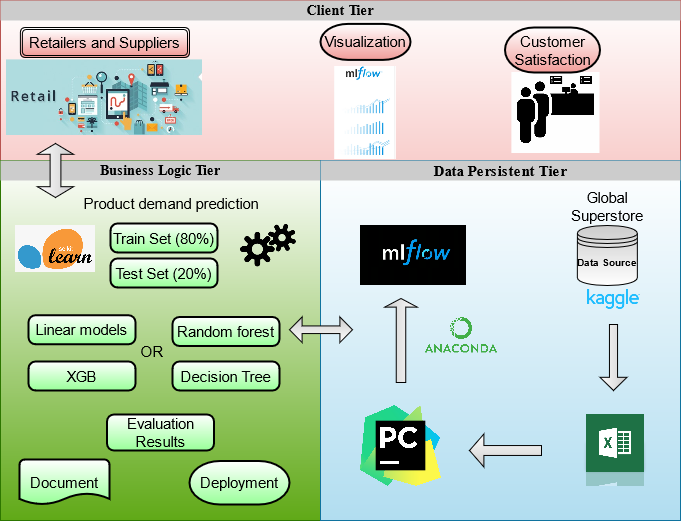 Client Tier
Retailers and Suppliers
Visualization
Customer
Satisfaction
Retail
mlflow
Business Logic Tier
Data Persistent Tier
Product demand prediction
scikit
learn
Train Set (80%)
Test Set (20%)
mlflow
Global
Superstore
Data Source
kaggle
Linear models
OR
Random forest
XGB
Decision Tree
ANACONDA
Evaluation
Results
PC
X
Document
Deployment